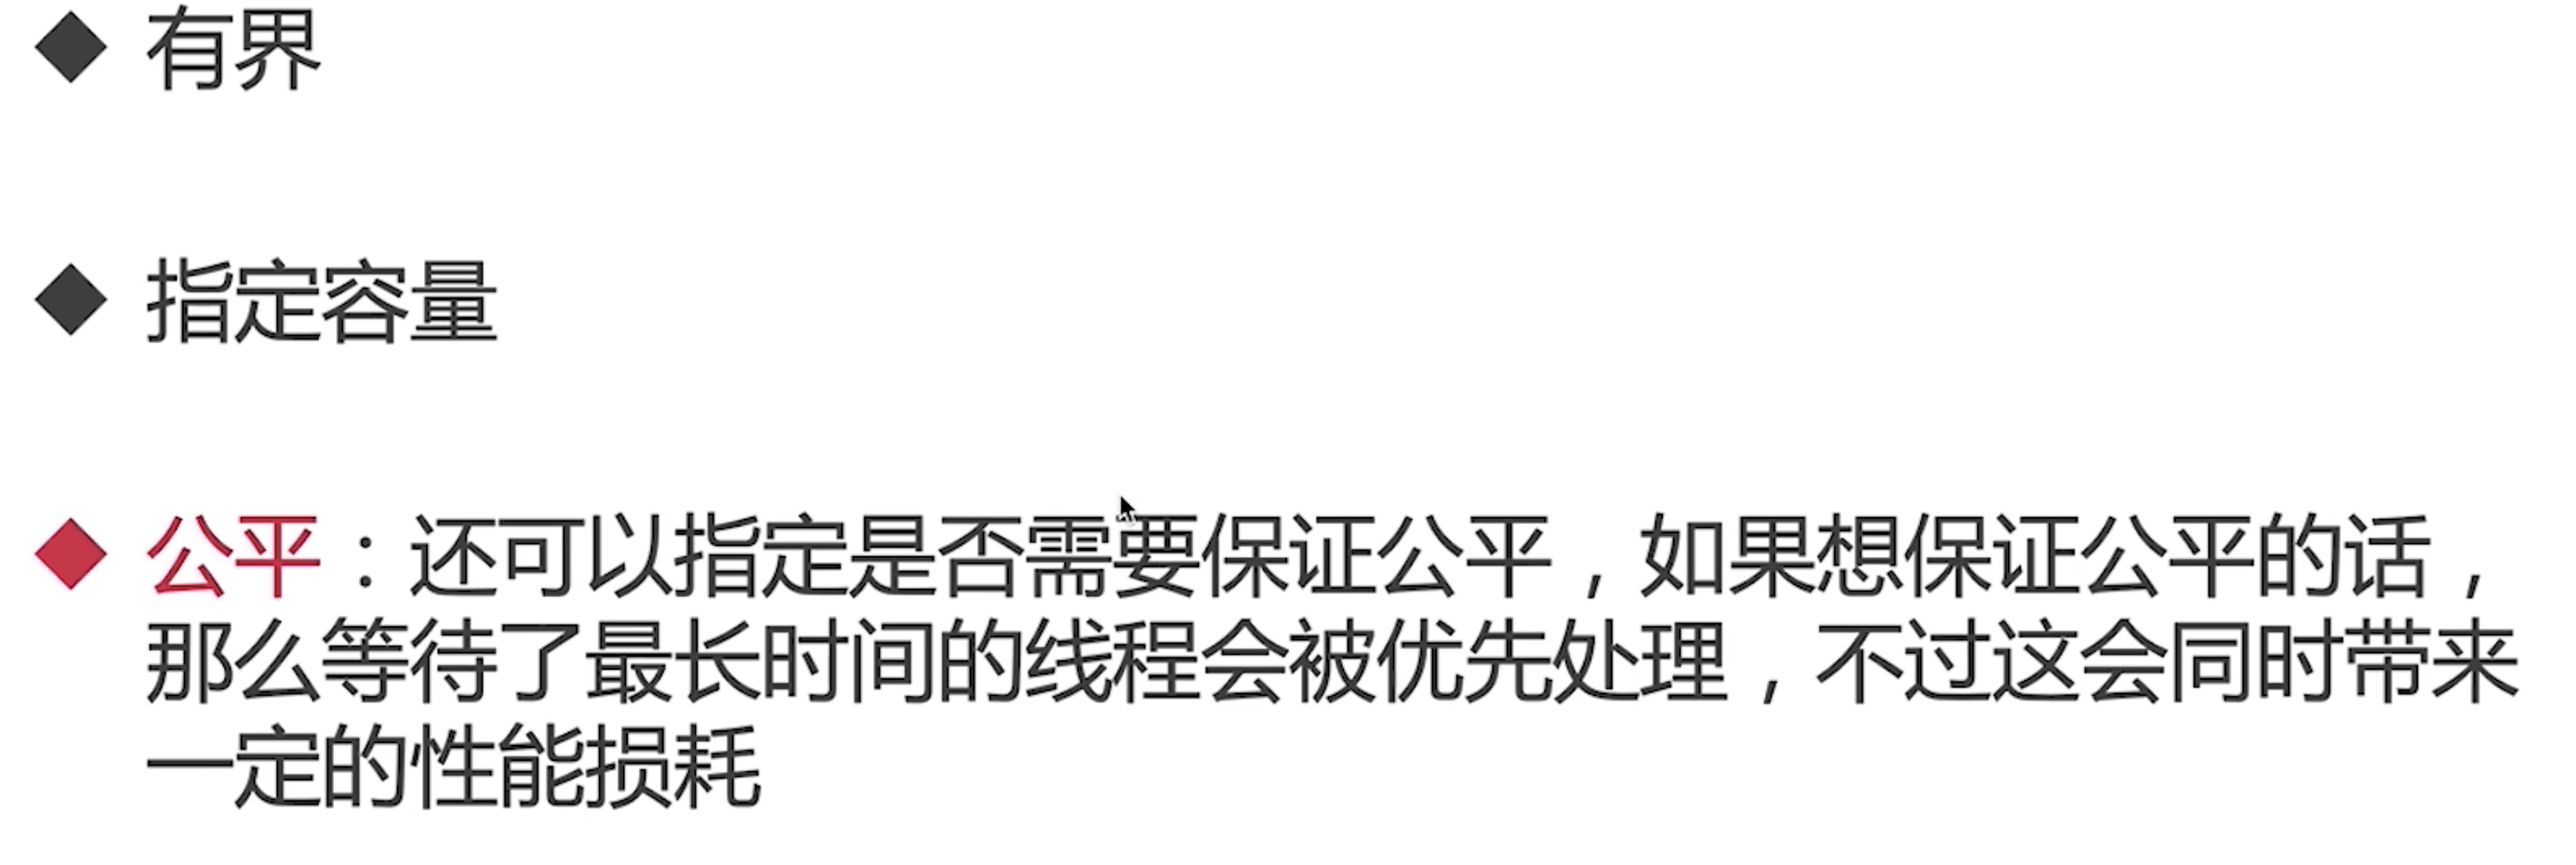 有界
指定容量
公平：还可以指定是否需要保证公平，如果想保证公平的话，
那么等待了最长时间的线程会被优先处理，不过这会同时带来
一定的性能损耗